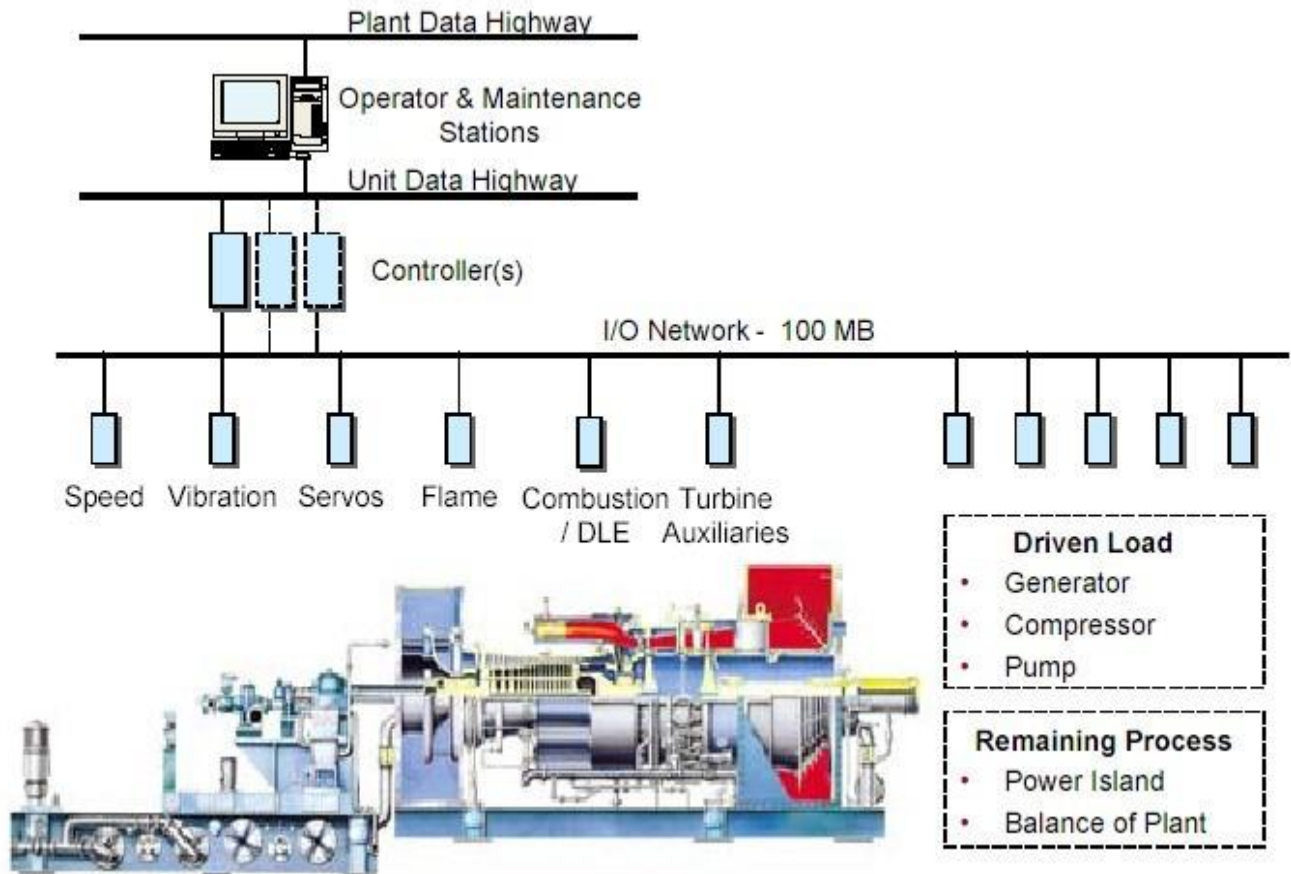 Plant Data Highway
Operator & Maintenance
Stations
Unit Data Highway
Controller(s)
I/O Network - 100 MB
Speed
Vibration
Servos
Flame
Combustion
/ DLE
Turbine
Auxiliaries
Driven Load
• Generator
• Compressor
• Pump
Remaining Process
• Power Island
• Balance of Plant